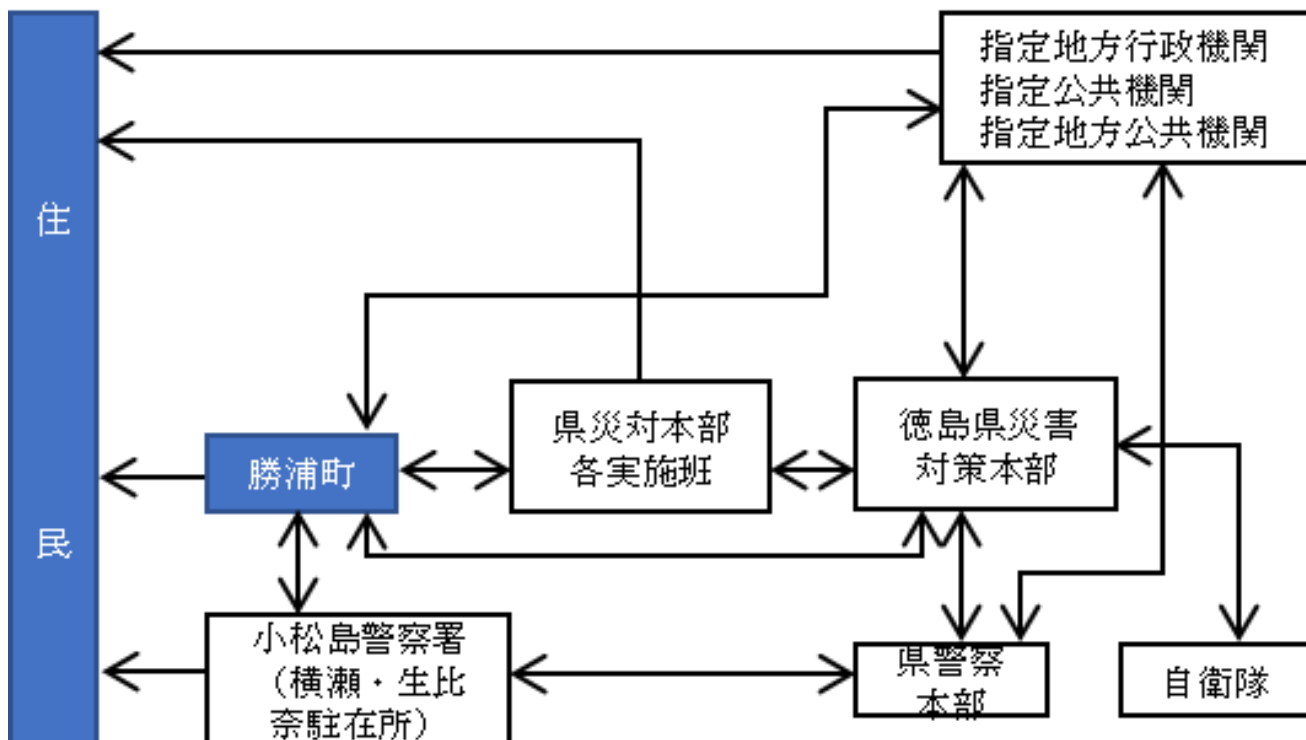 指定地方行政機関
指定公共機関
指定地方公共機関
住
民
県災対本部
各実施班
徳島県災害
対策本部
勝浦町
小松島警察署
（横瀬・生比
奈駐在所）
県警察
本部
自衛隊